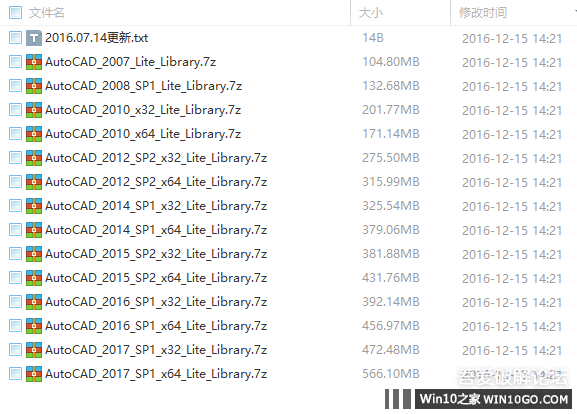 文件名 大小 修改时间
2016.07.14更新.txt 14B 2016-12-15 14:21
AutoCAD_2007_Lite_Library.7z 104.80MB 2016-12-15 14:21
AutoCAD_2008_SP1_Lite_Library.7z 132.68MB 2016-12-15 14:21
AutoCAD_2010_x32_Lite_Library.7z 201.77MB 2016-12-15 14:21
AutoCAD_2010_x64_Lite_Library.7z 171.14MB 2016-12-15 14:21
AutoCAD_2012_SP2_x32_Lite_Library.7z 275.50MB 2016-12-15 14:21
AutoCAD_2012_SP2_x64_Lite_Library.7z 315.99MB 2016-12-15 14:21
AutoCAD_2014_SP1_x32_Lite_Library.7z 325.54MB 2016-12-15 14:21
AutoCAD_2014_SP1_x64_Lite_Library.7z 379.06MB 2016-12-15 14:21
AutoCAD_2015_SP2_x32_Lite_Library.7z 381.88MB 2016-12-15 14:21
AutoCAD_2015_SP2_x64_Lite_Library.7z 431.76MB 2016-12-15 14:21
AutoCAD_2016_SP1_x32_Lite_Library.7z 392.14MB 2016-12-15 14:21
AutoCAD_2016_SP1_x64_Lite_Library.7z 456.97MB 2016-12-15 14:21
AutoCAD_2017_SP1_x32_Lite_Library.7z 472.48MB 2016-12-15 14:21
AutoCAD_2017_SP1_x64_Lite_Library.7z 566.10MB 2016-12-15 14:21
吾爱破解论坛
Win10之家 WIN10GO.COM